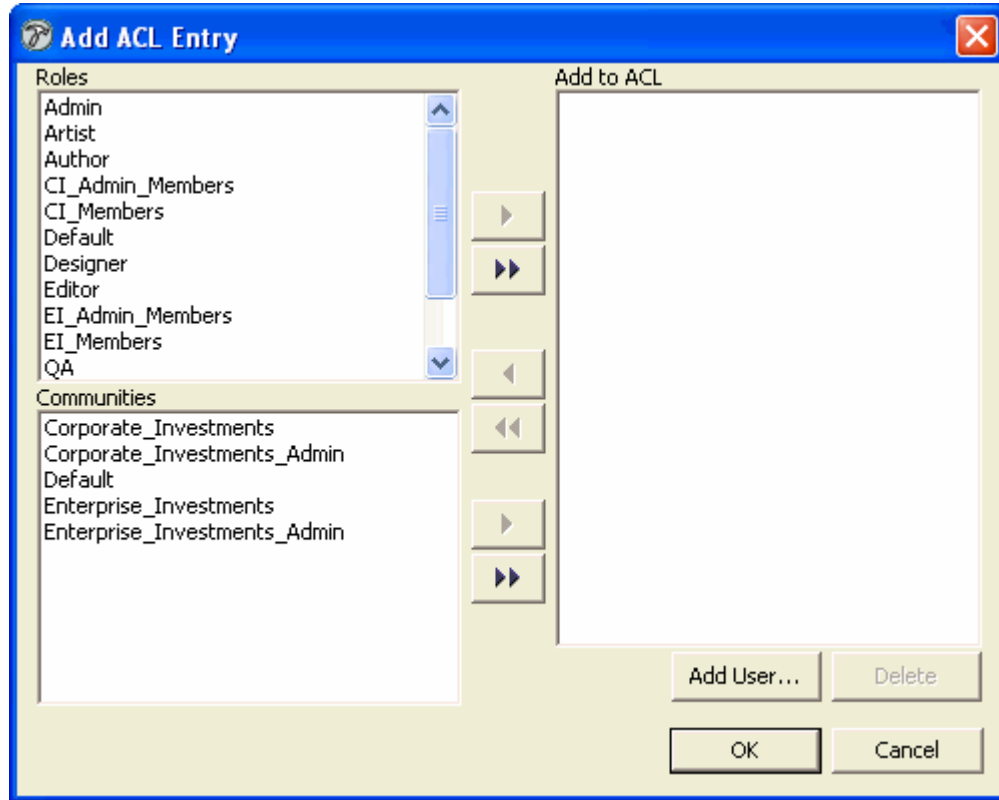 Add ACL Entry
Roles
Admin
Artist
Author
CI_Admin_Members
CI_Members
Default
Designer
Editor
EI_Admin_Members
EI_Members
QA
Communities
Corporate_Investments
Corporate_Investments_Admin
Default
Enterprise_Investments
Enterprise_Investments_Admin
Add to ACL
Add User...
Delete
OK
Cancel